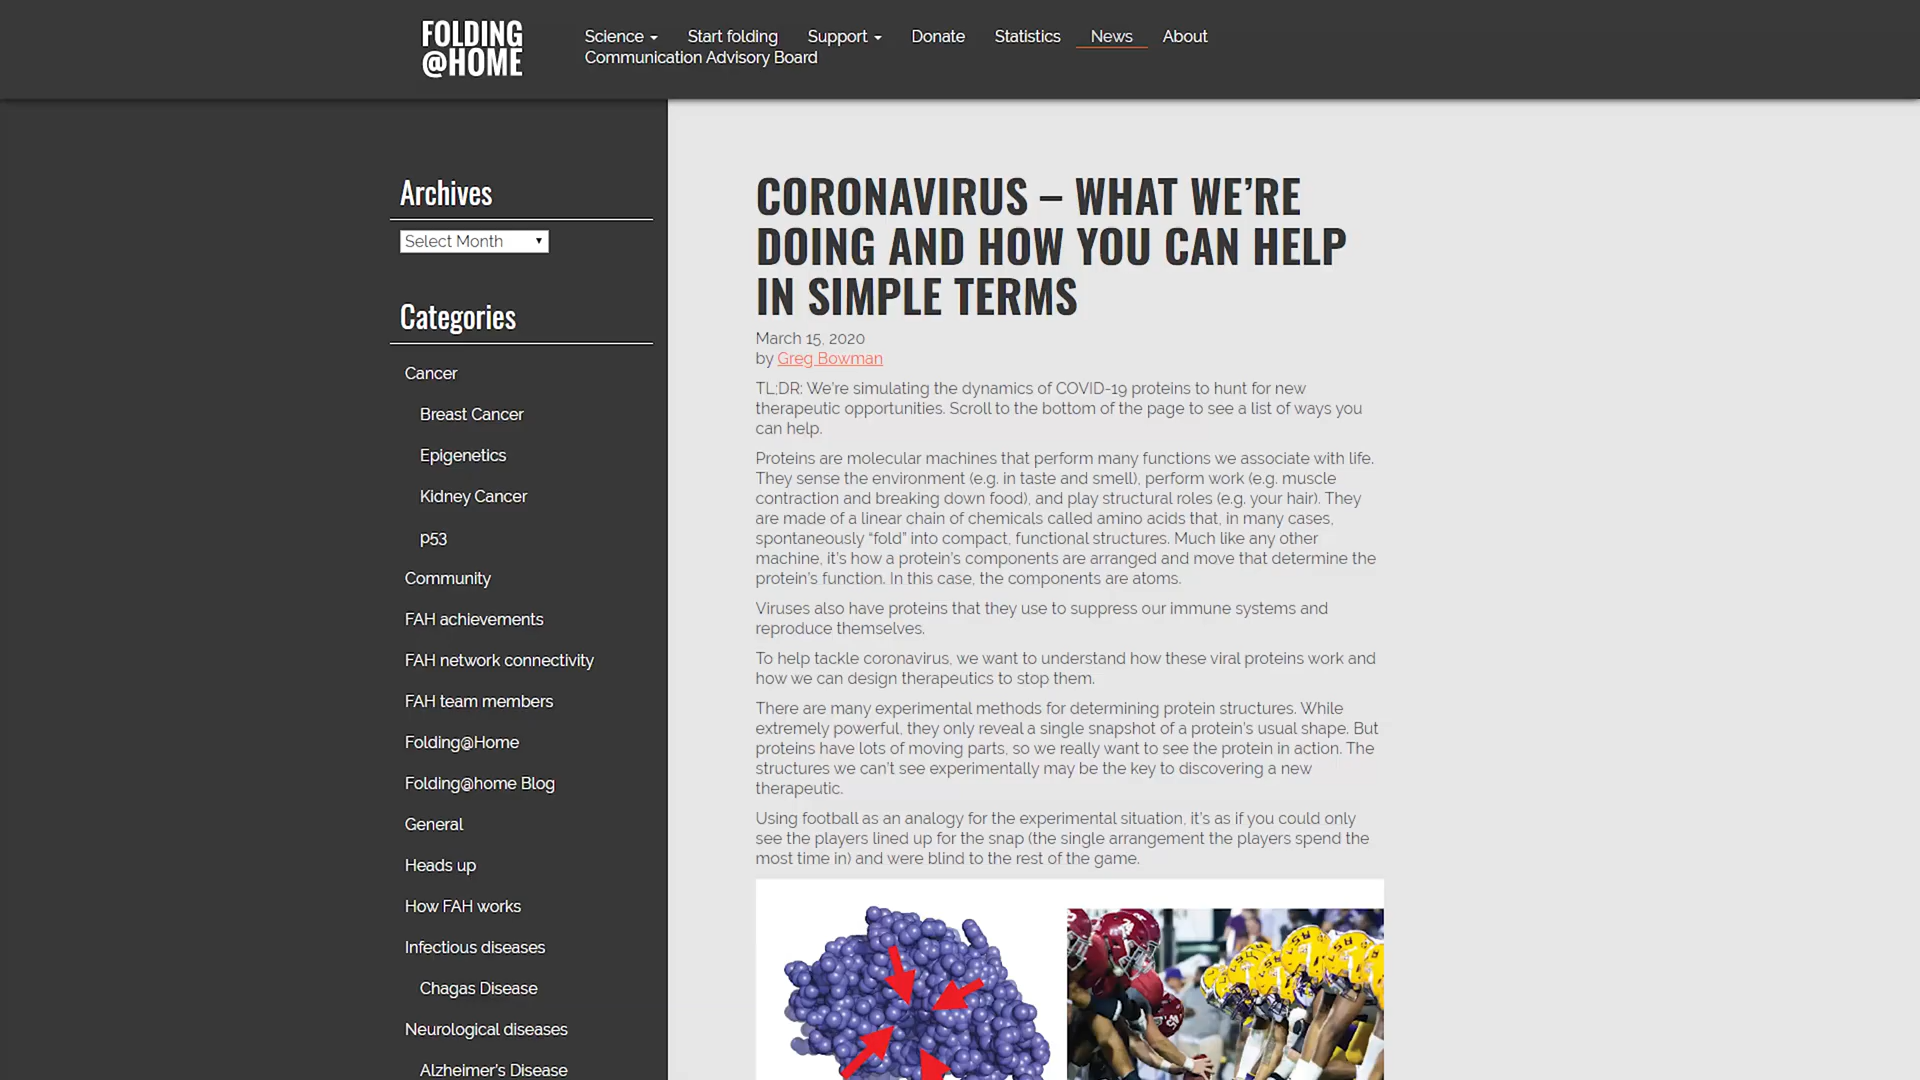 FOLDING
@HOME
Science
Start folding
Support
Donate
Statistics
News
About
Communication Advisory Board
Archives
Select Month
Categories
Cancer
Breast Cancer
Epigenetics
Kidney Cancer
p53
Community
FAH achievements
FAH network connectivity
FAH team members
Folding@Home
Folding@home Blog
General
Heads up
How FAH works
Infectious diseases
Chagas Disease
Neurological diseases
Alzheimer's Disease
CORONAVIRUS – WHAT WE'RE
DOING AND HOW YOU CAN HELP
IN SIMPLE TERMS
March 15, 2020
by Greg Bowman
TL;DR: We're simulating the dynamics of COVID-19 proteins to hunt for new
therapeutic opportunities. Scroll to the bottom of the page to see a list of ways you
can help.
Proteins are molecular machines that perform many functions we associate with life.
They sense the environment (e.g. in taste and smell), perform work (e.g. muscle
contraction and breaking down food), and play structural roles (e.g. your hair). They
are made of a linear chain of chemicals called amino acids that, in many cases,
spontaneously “fold” into compact, functional structures. Much like any other
machine, it's how a protein's components are arranged and move that determine the
protein's function. In this case, the components are atoms.
Viruses also have proteins that they use to suppress our immune systems and
reproduce themselves.
To help tackle coronavirus, we want to understand how these viral proteins work and
how we can design therapeutics to stop them.
There are many experimental methods for determining protein structures. While
extremely powerful, they only reveal a single snapshot of a protein's usual shape. But
proteins have lots of moving parts, so we really want to see the protein in action. The
structures we can't see experimentally may be the key to discovering a new
therapeutic.
Using football as an analogy for the experimental situation, it's as if you could only
see the players lined up for the snap (the single arrangement the players spend the
most time in) and were blind to the rest of the game.